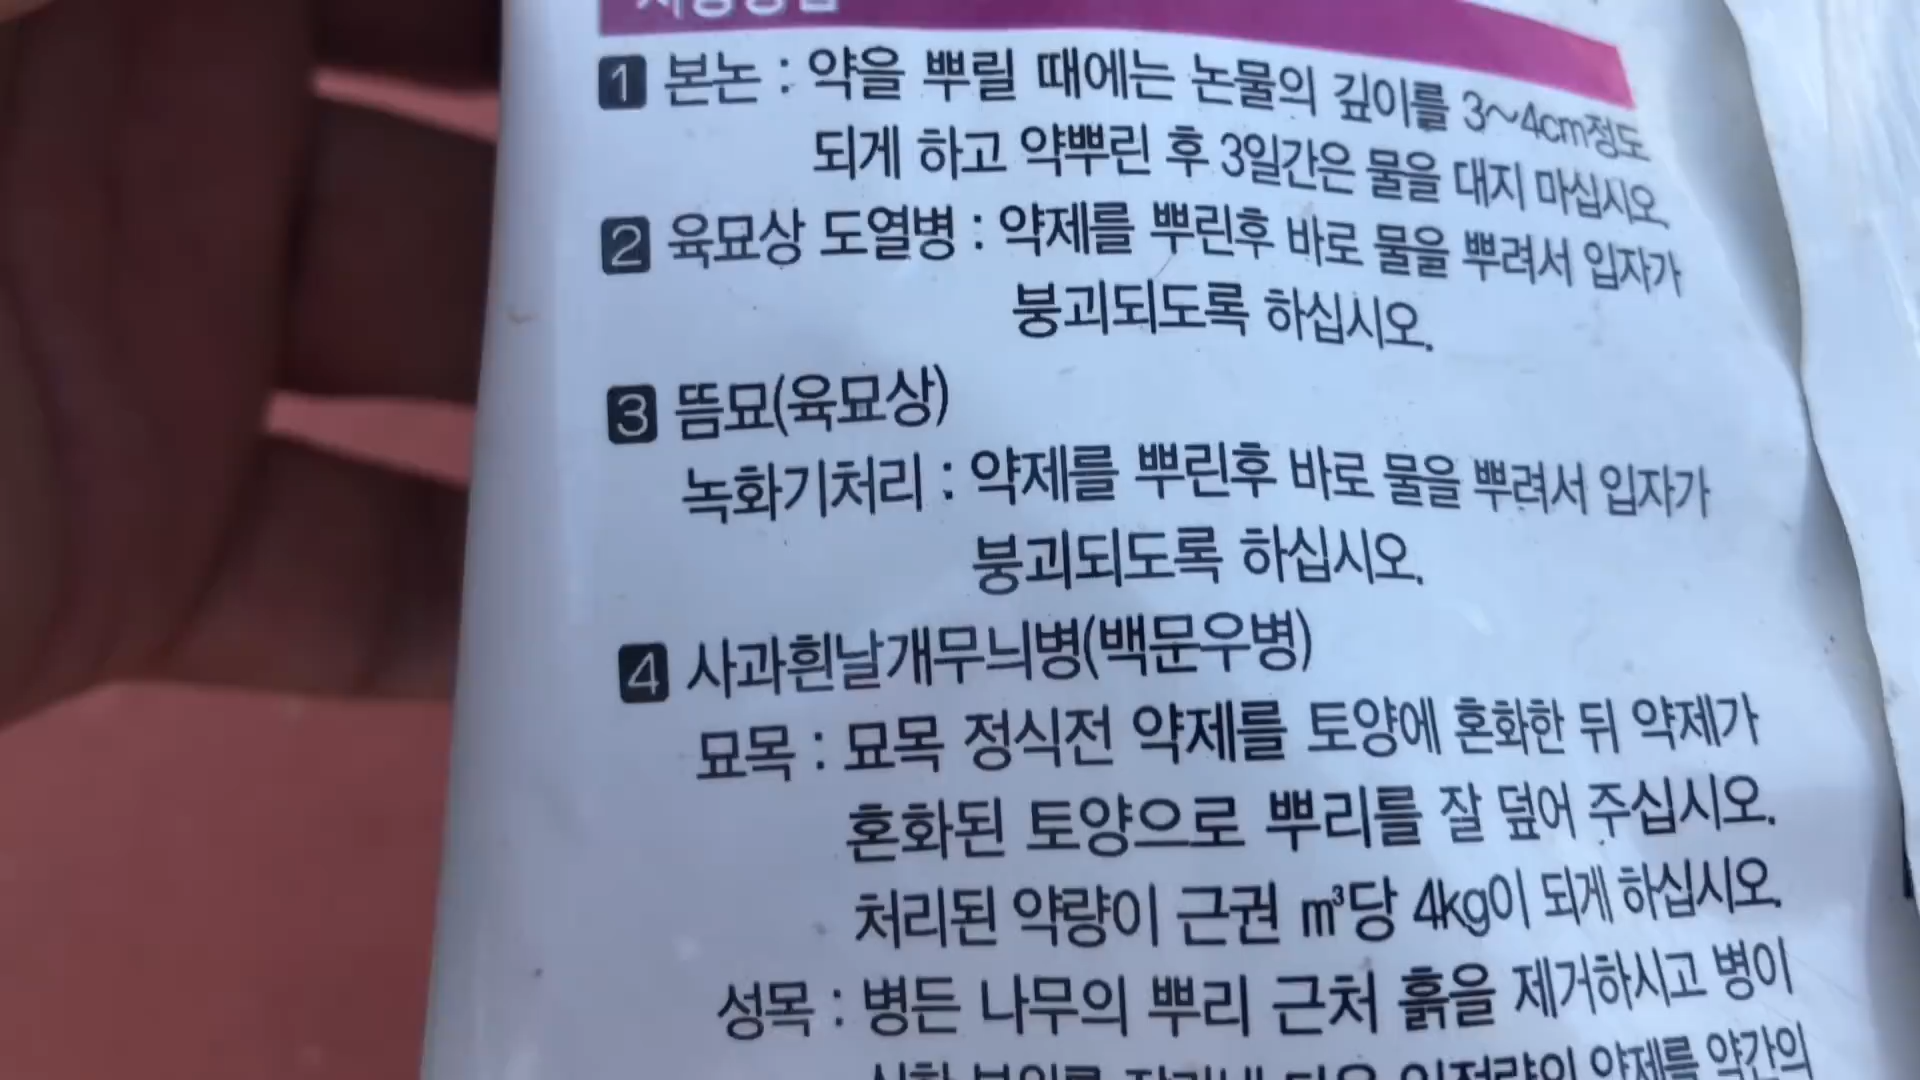 1 본논 : 약을 뿌릴 때에는 논물의 깊이를 3~4cm정도
되게 하고 약뿌린 후 3일간은 물을 대지 마십시오.
2 육묘상 도열병 : 약제를 뿌린후 바로 물을 뿌려서 입자가
붕괴되도록 하십시오.
3 뜸묘(육묘상)
녹화기처리 : 약제를 뿌린후 바로 물을 뿌려서 입자가
붕괴되도록 하십시오.
4 사과흰날개무늬병(백문우병)
묘목 : 묘목 정식전 약제를 토양에 혼화한 뒤 약제가
혼화된 토양으로 뿌리를 잘 덮어 주십시오.
처리된 약량이 근권 ㎥당 4kg이 되게 하십시오.
성목 : 병든 나무의 뿌리 근처 흙을 제거하시고 병이
약제를 약간의